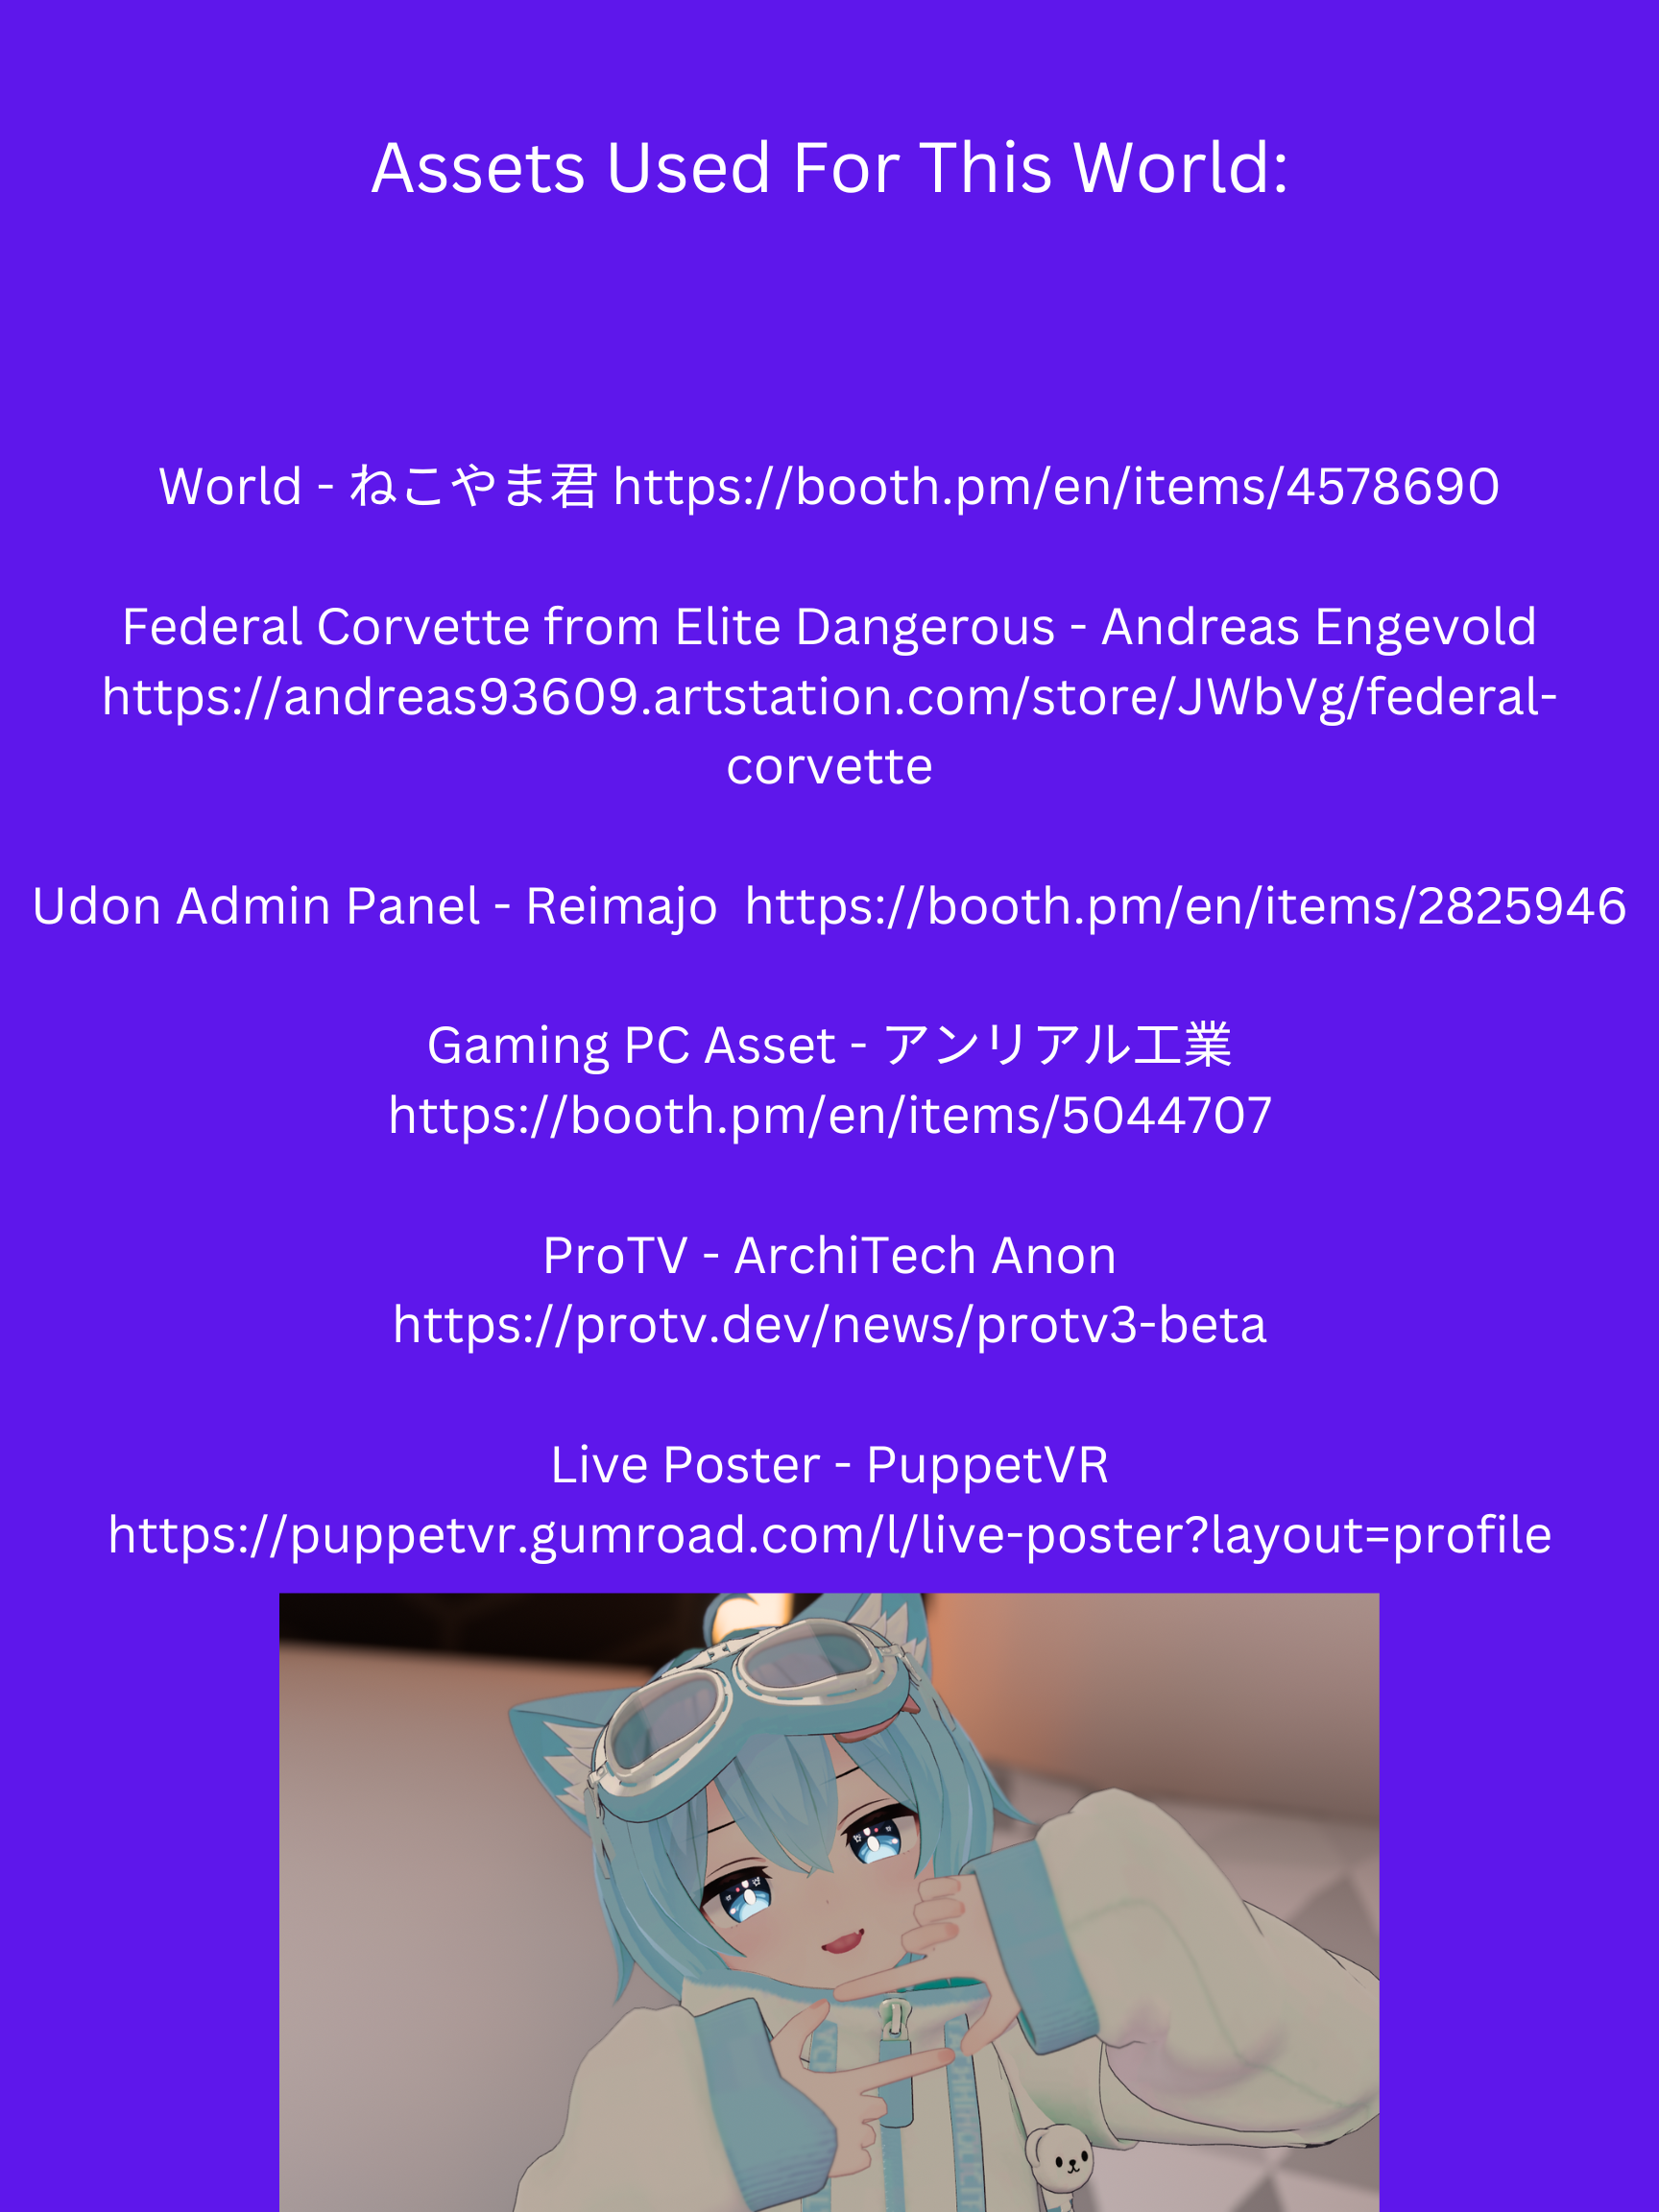 Assets Used For This World:
World - ねこやま君 https://booth.pm/en/items/4578690
Federal Corvette from Elite Dangerous - Andreas Engevold
https://andreas93609.artstation.com/store/JWbVg/federal-
corvette
Udon Admin Panel - Reimajo  https://booth.pm/en/items/2825946
Gaming PC Asset - アンリアル工業
https://booth.pm/en/items/5044707
ProTV - ArchiTech Anon
https://protv.dev/news/protv3-beta
Live Poster - PuppetVR
https://puppetvr.gumroad.com/l/live-poster?layout=profile